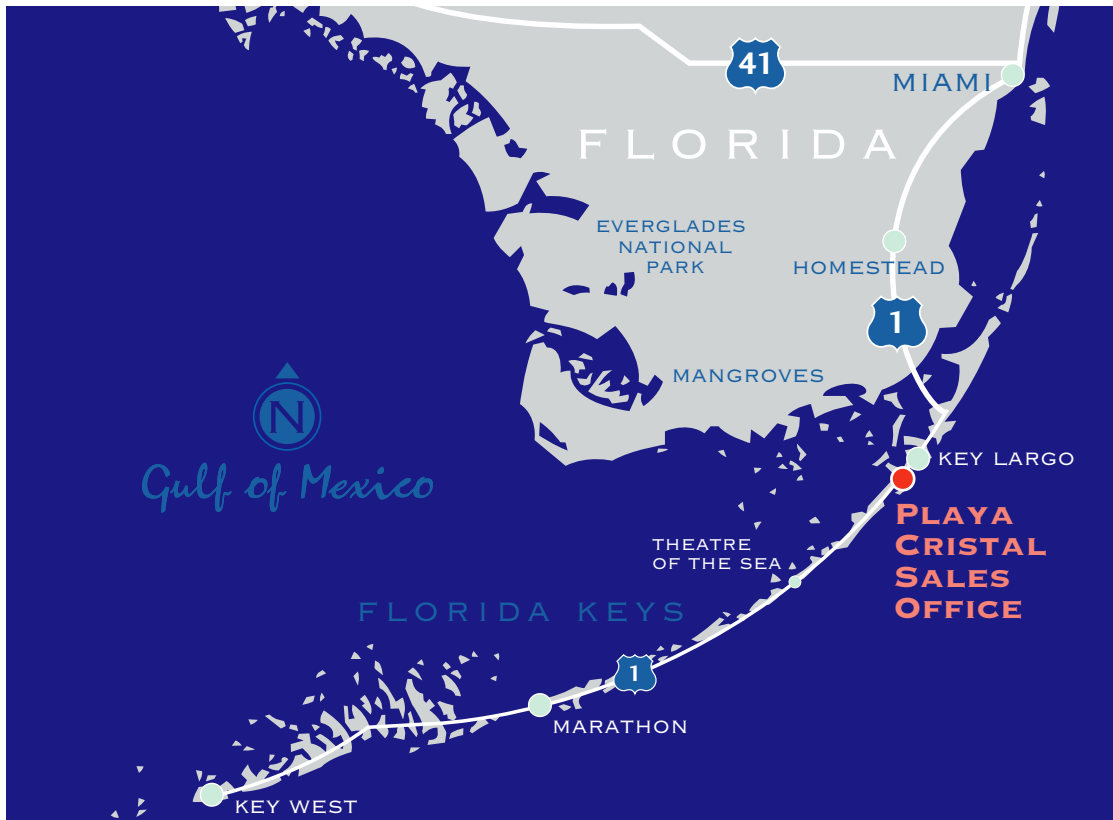 41
MIAMI
FLORIDA
EVERGLADES
NATIONAL
PARK
HOMESTEAD
1
MANGROVES
N
Gulf of Mexico
KEY LARGO
PLAYA
CRISTAL
SALES
OFFICE
THEATRE
OF THE SEA
FLORIDA KEYS
1
MARATHON
KEY WEST